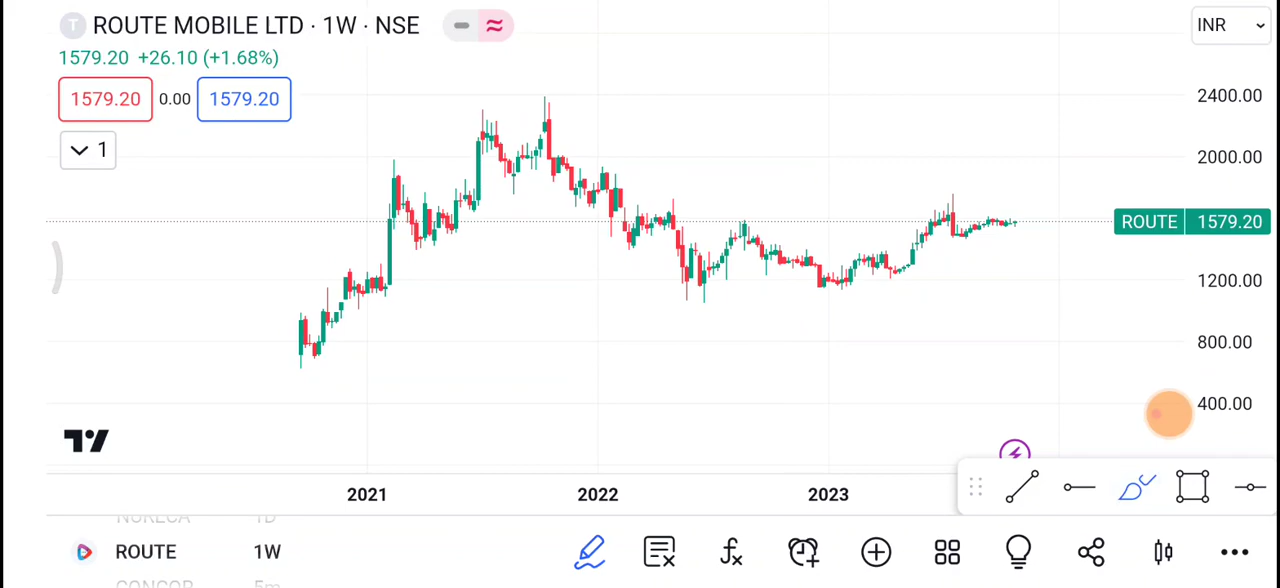 T ROUTE MOBILE LTD · 1W · NSE
INR
1579.20 +26.10 (+1.68%)
1579.20 0.00 1579.20
1
2400.00
2000.00
ROUTE 1579.20
1200.00
800.00
400.00
2021 2022 2023
NURECA 1D
ROUTE 1W
CONCOR 5m